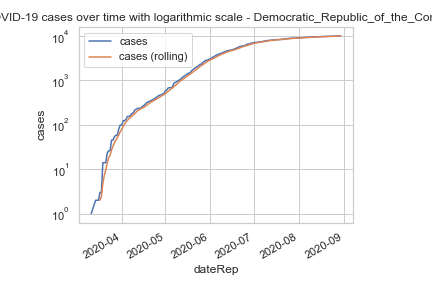 VID-19 cases over time with logarithmic scale - Democratic_Republic_of_the_Con
cases
cases (rolling)
10⁴
10³
10²
10¹
10⁰
cases
2020-04
2020-05
2020-06
2020-07
2020-08
2020-09
dateRep